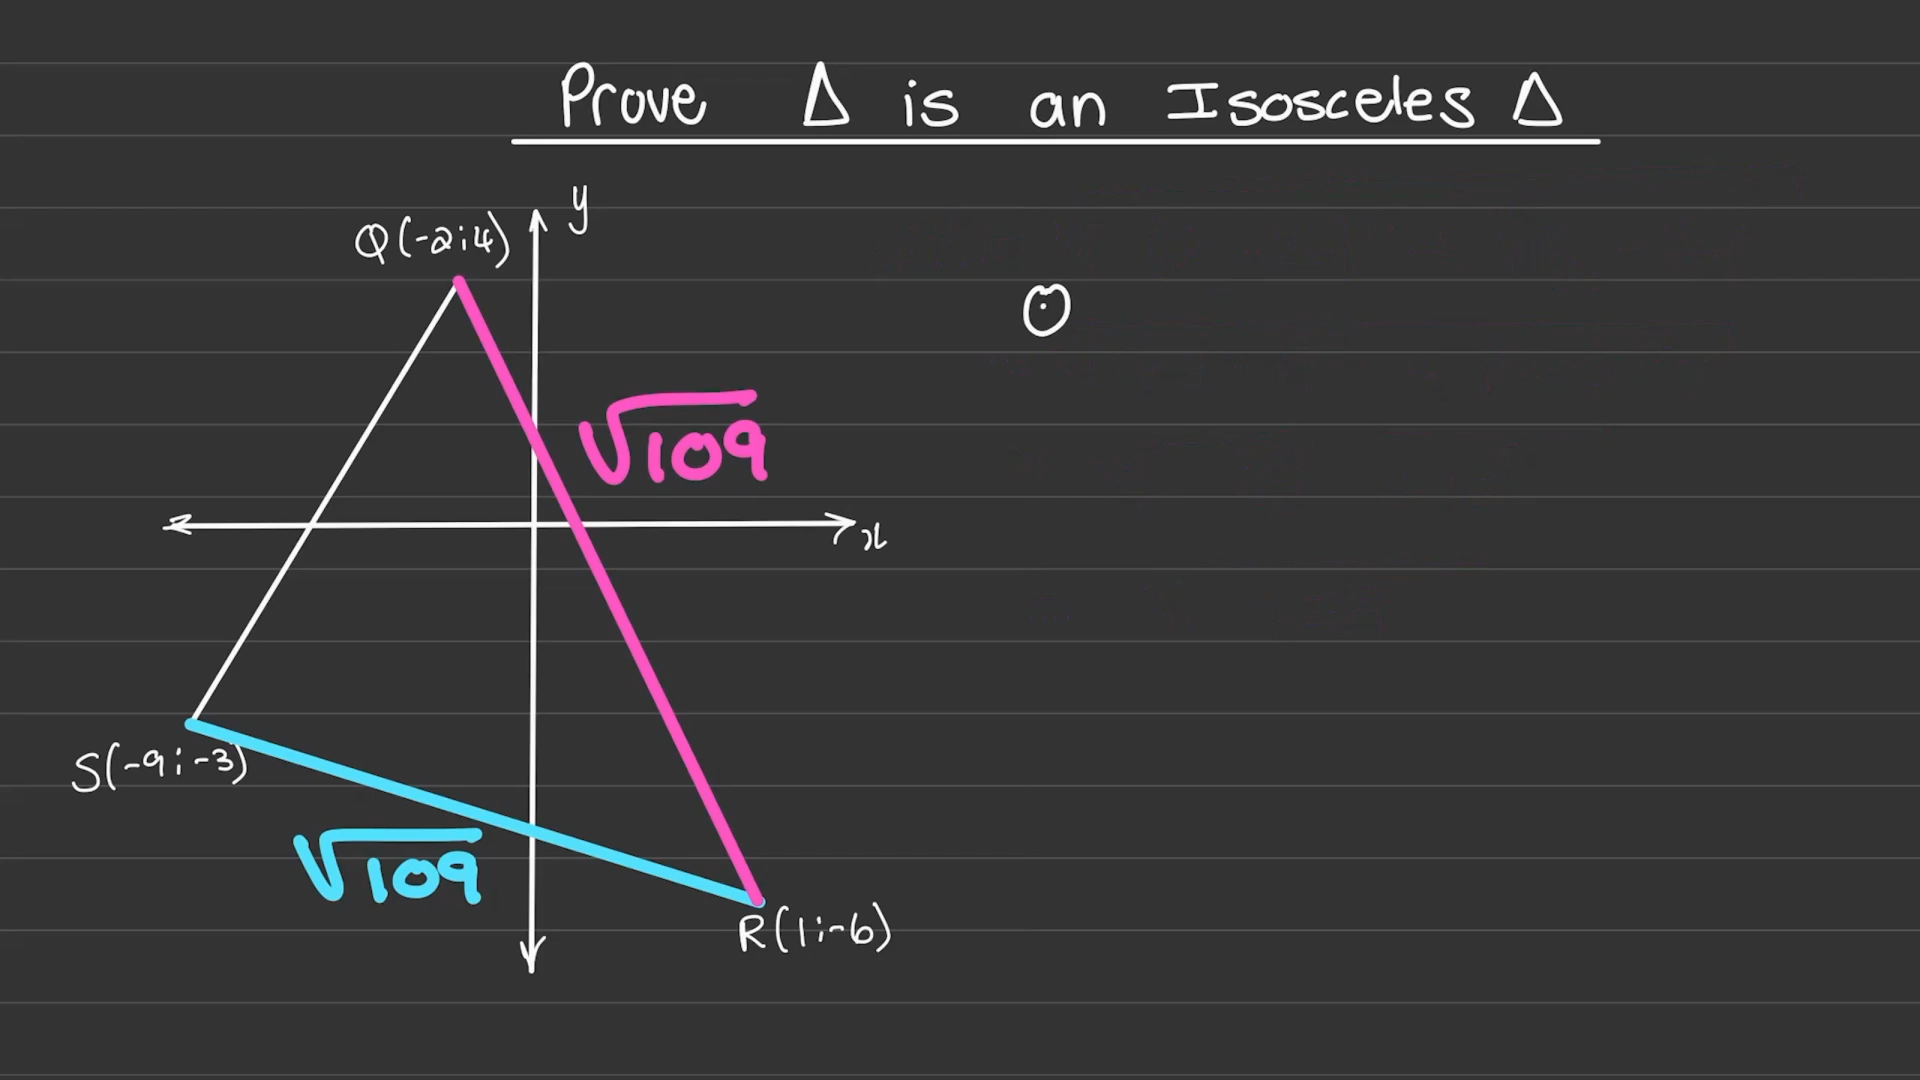 Prove Δ is an Isosceles Δ
y
Q(-2;4)
√109
x
S(-9;-3)
√109
R(1;-6)